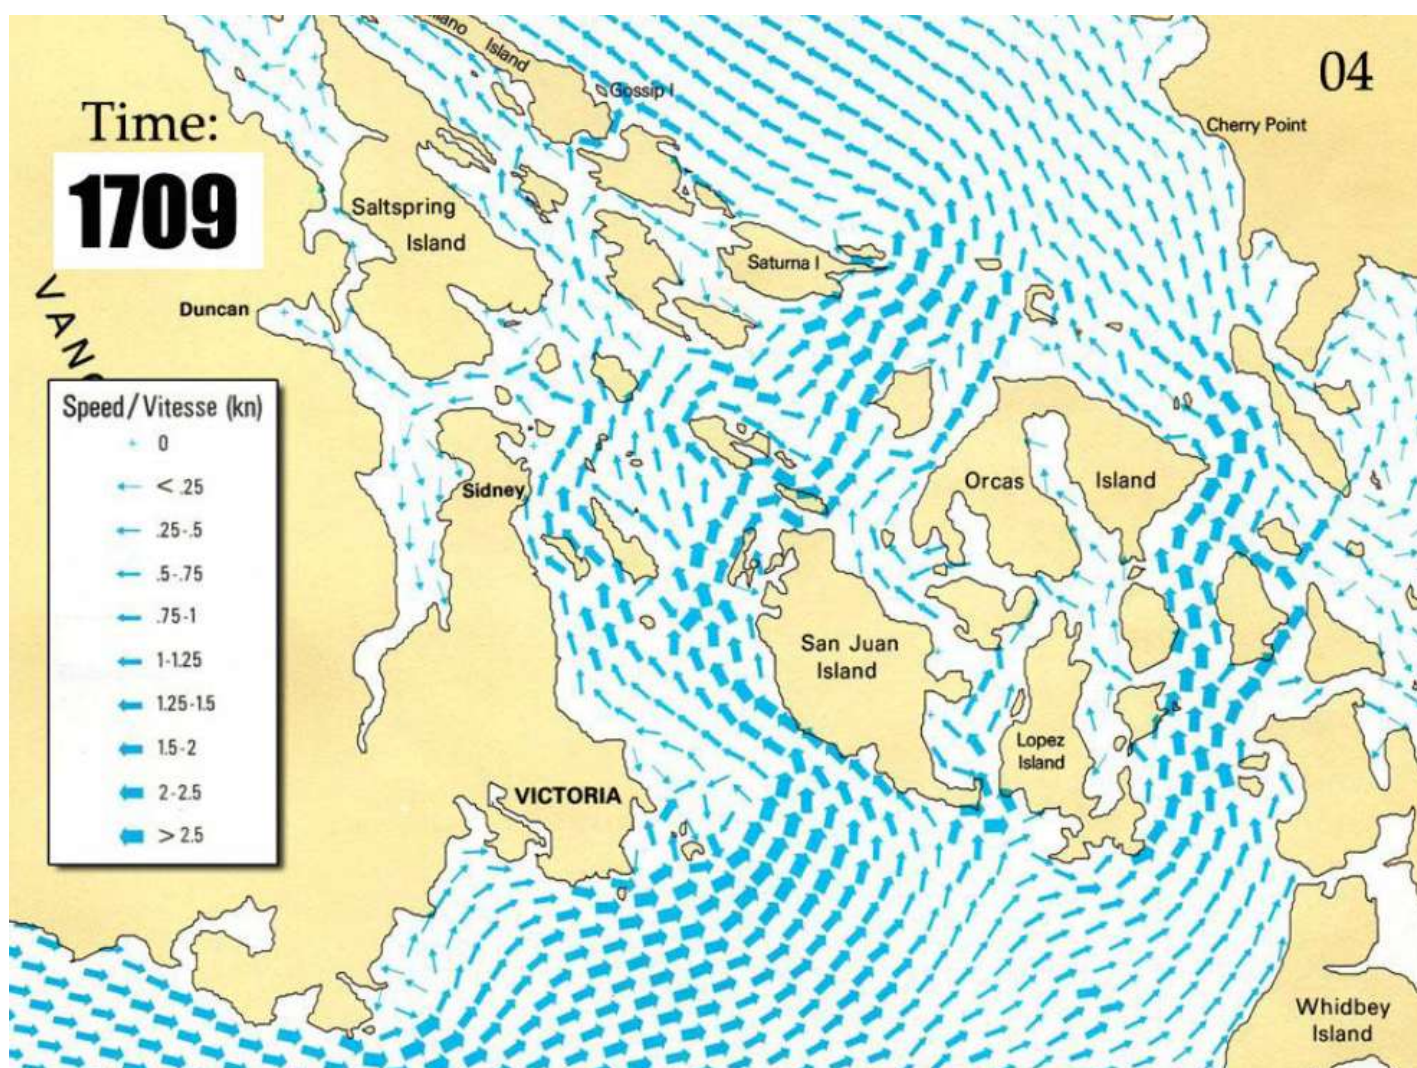 Island
Gossip I
04
Time:
Cherry Point
1709
Saltspring
Island
Saturna I
Duncan
Speed/Vitesse (kn)
0
< .25
.25-.5
.5-.75
.75-1
1-1.25
1.25-1.5
1.5-2
2-2.5
> 2.5
Sidney
Orcas
Island
San Juan
Island
Lopez
Island
VICTORIA
Whidbey
Island